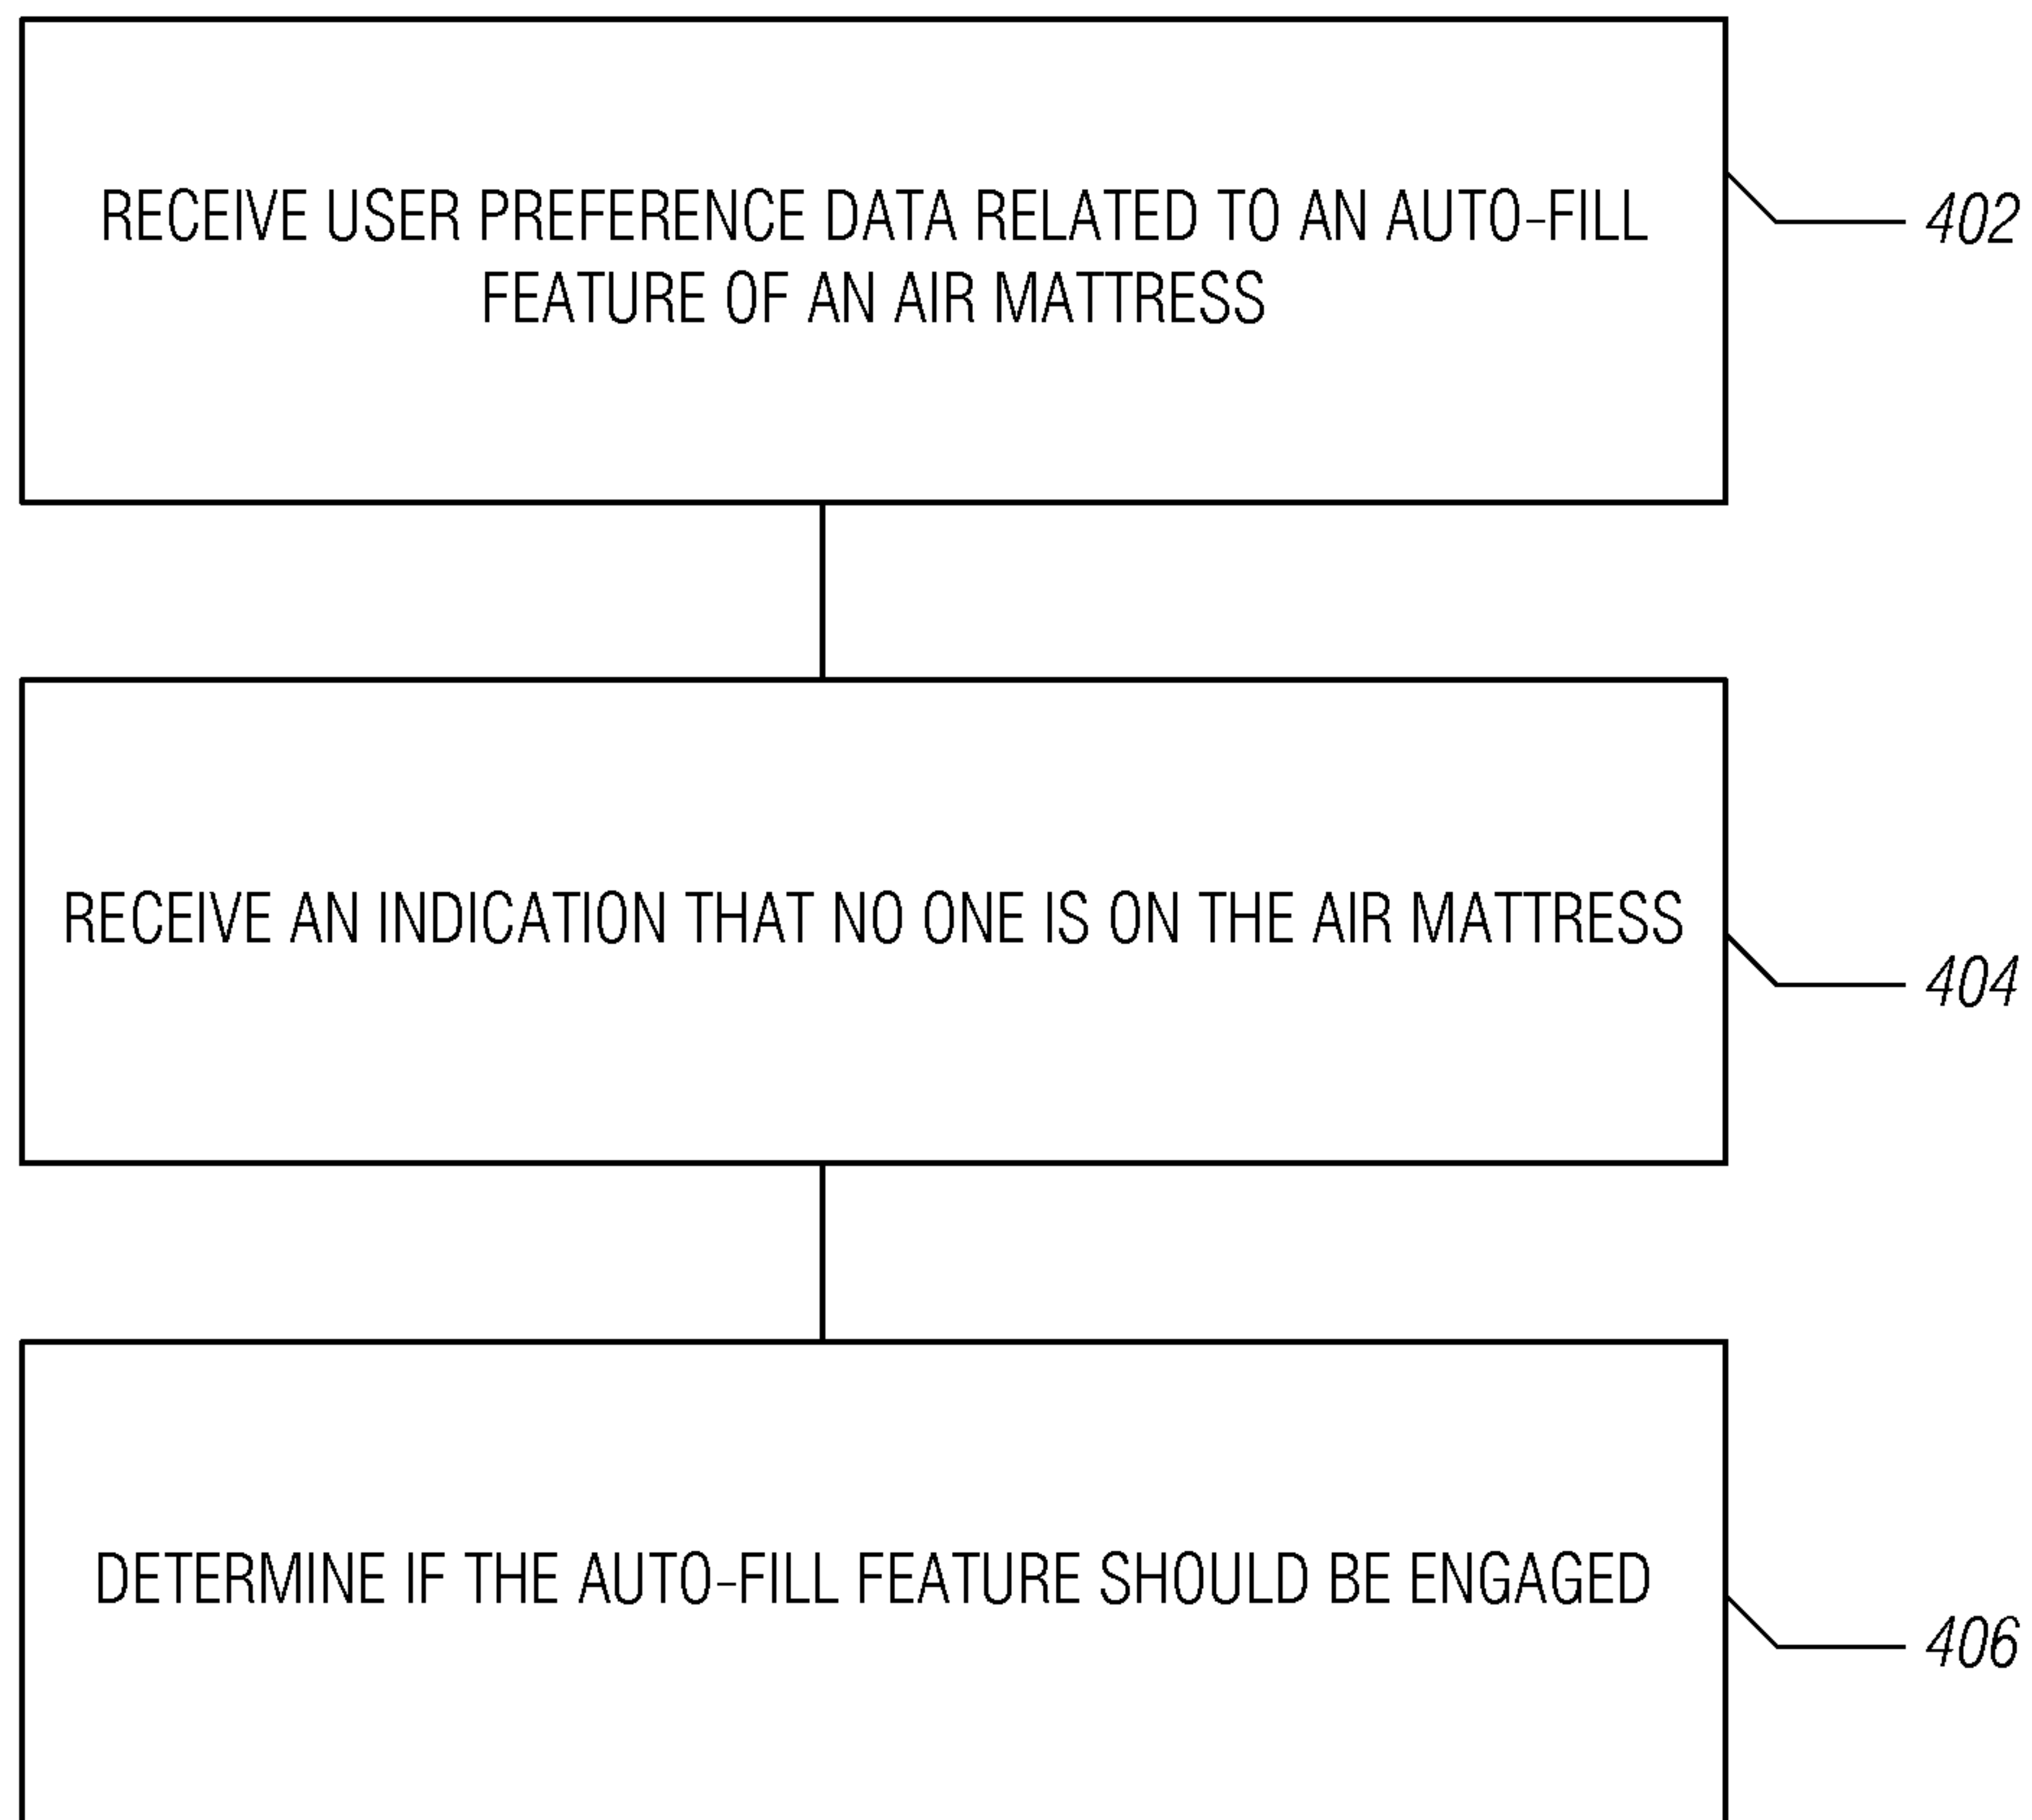 RECEIVE USER PREFERENCE DATA RELATED TO AN AUTO-FILL
FEATURE OF AN AIR MATTRESS
402
RECEIVE AN INDICATION THAT NO ONE IS ON THE AIR MATTRESS
404
DETERMINE IF THE AUTO-FILL FEATURE SHOULD BE ENGAGED
406